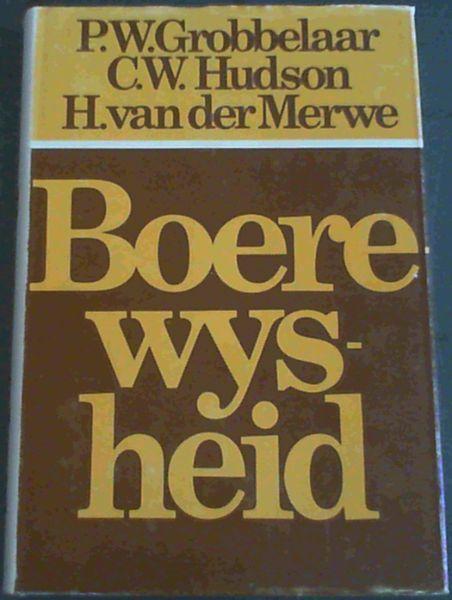 P.W.Grobbelaar
C.W. Hudson
H. van der Merwe
Boere-
wys-
heid